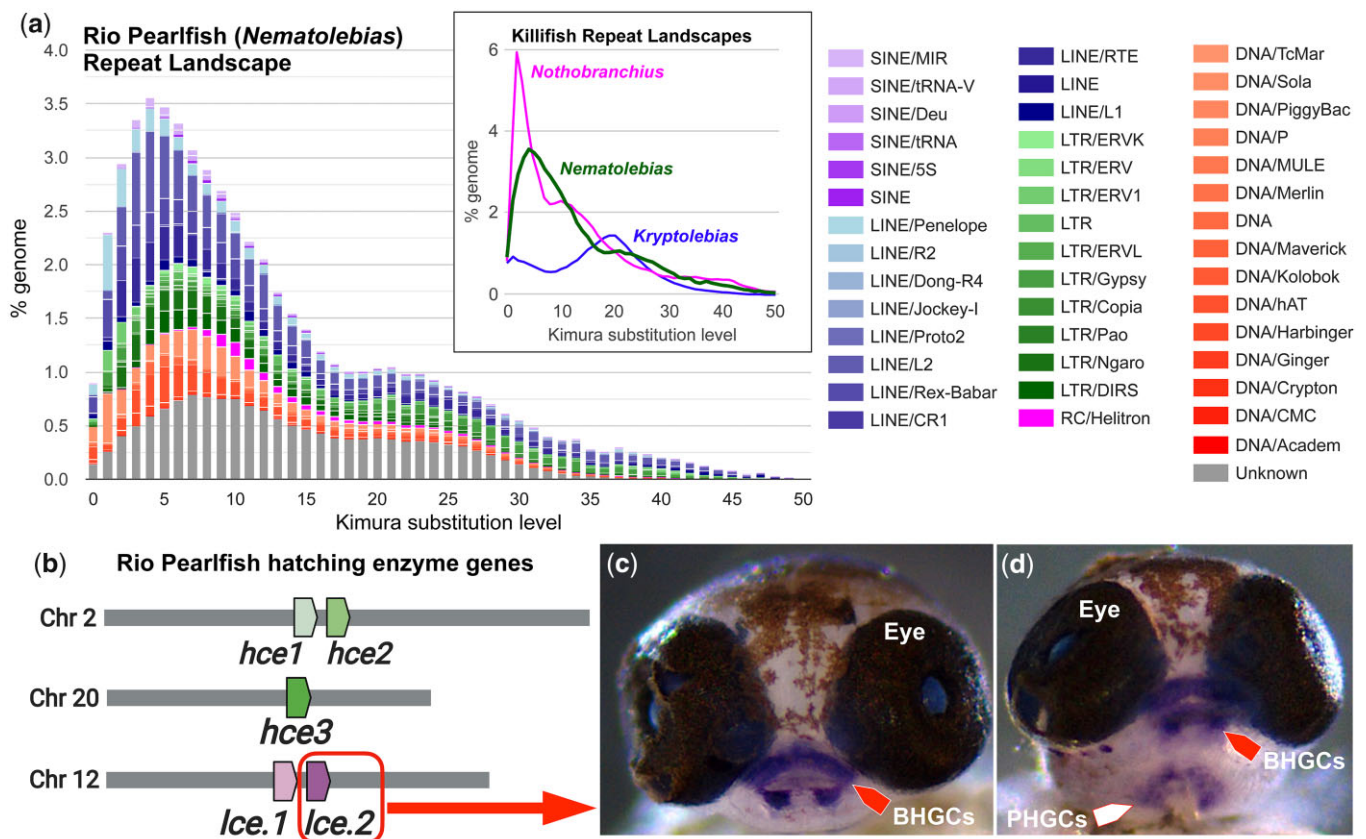 (a)
Rio Pearlfish (Nematolebias)
Repeat Landscape
4.0
3.5
3.0
2.5
2.0
1.5
1.0
0.5
0.0
% genome
0 5 10 15 20 25 30 35 40 45 50
Kimura substitution level
Killifish Repeat Landscapes
Nothobranchius
Nematolebias
Kryptolebias
6
4
2
0
% genome
0 10 20 30 40 50
Kimura substitution level
SINE/MIR
SINE/tRNA-V
SINE/Deu
SINE/tRNA
SINE/5S
SINE
LINE/Penelope
LINE/R2
LINE/Dong-R4
LINE/Jockey-I
LINE/Proto2
LINE/L2
LINE/Rex-Babar
LINE/CR1
LINE/RTE
LINE
LINE/L1
LTR/ERVK
LTR/ERV
LTR/ERV1
LTR
LTR/ERVL
LTR/Gypsy
LTR/Copia
LTR/Pao
LTR/Ngaro
LTR/DIRS
RC/Helitron
DNA/TcMar
DNA/Sola
DNA/PiggyBac
DNA/P
DNA/MULE
DNA/Merlin
DNA
DNA/Maverick
DNA/Kolobok
DNA/hAT
DNA/Harbinger
DNA/Ginger
DNA/Crypton
DNA/CMC
DNA/Academ
Unknown
(b) Rio Pearlfish hatching enzyme genes
Chr 2
hce1 hce2
Chr 20
hce3
Chr 12
lce.1 lce.2
(c)
Eye
BHGCs
(d)
Eye
BHGCs
PHGCs